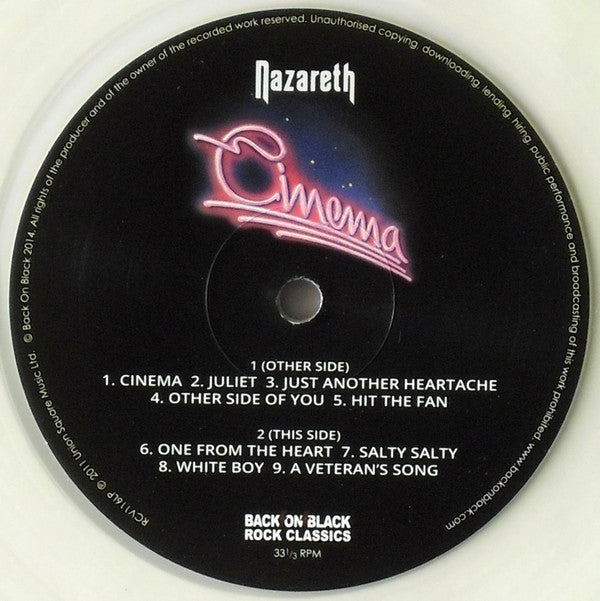 Nazareth
Cinema
1 (OTHER SIDE)
1. CINEMA 2. JULIET 3. JUST ANOTHER HEARTACHE
4. OTHER SIDE OF YOU 5. HIT THE FAN
2 (THIS SIDE)
6. ONE FROM THE HEART 7. SALTY SALTY
8. WHITE BOY 9. A VETERAN'S SONG
BACK ON BLACK
ROCK CLASSICS
33 1/3 RPM
RCV116LP ℗ 2011 Union Square Music Ltd. © Back On Black 2014. All rights of the producer and of the owner of the recorded work reserved. Unauthorised copying, downloading, lending, hiring, public performance and broadcasting of this work prohibited. www.backonblack.com